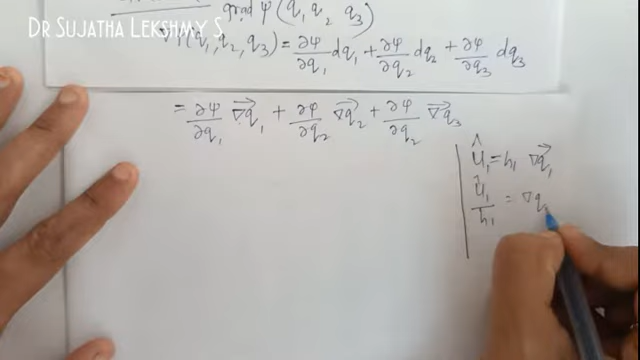 DR SUJATHA LEKSHMY S
grad ψ(q₁ q₂ q₃)
(q₁, q₂, q₃) = ∂ψ/∂q₁ dq₁ + ∂ψ/∂q₂ dq₂ + ∂ψ/∂q₃ dq₃
= ∂ψ/∂q₁ ∇⃗q₁ + ∂ψ/∂q₂ ∇⃗q₂ + ∂ψ/∂q₂ ∇⃗q₃
Û₁ = h₁ ∇⃗q₁
Û₁/h₁ = ∇q₁